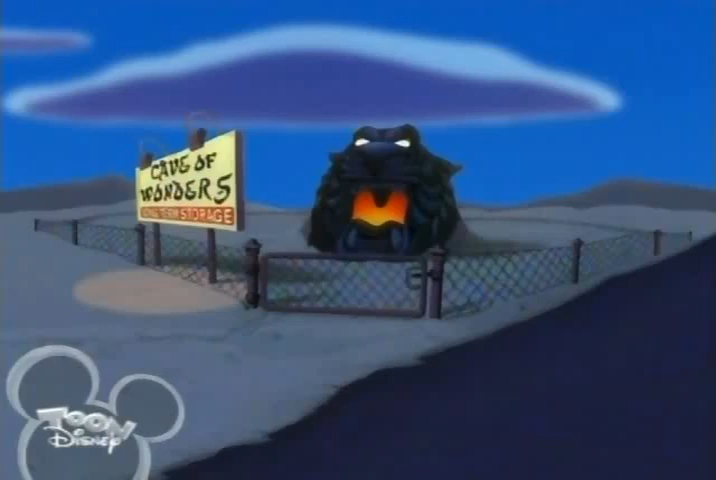 CAVE OF
WONDERS
LONG TERM STORAGE
TOON
DISNEY